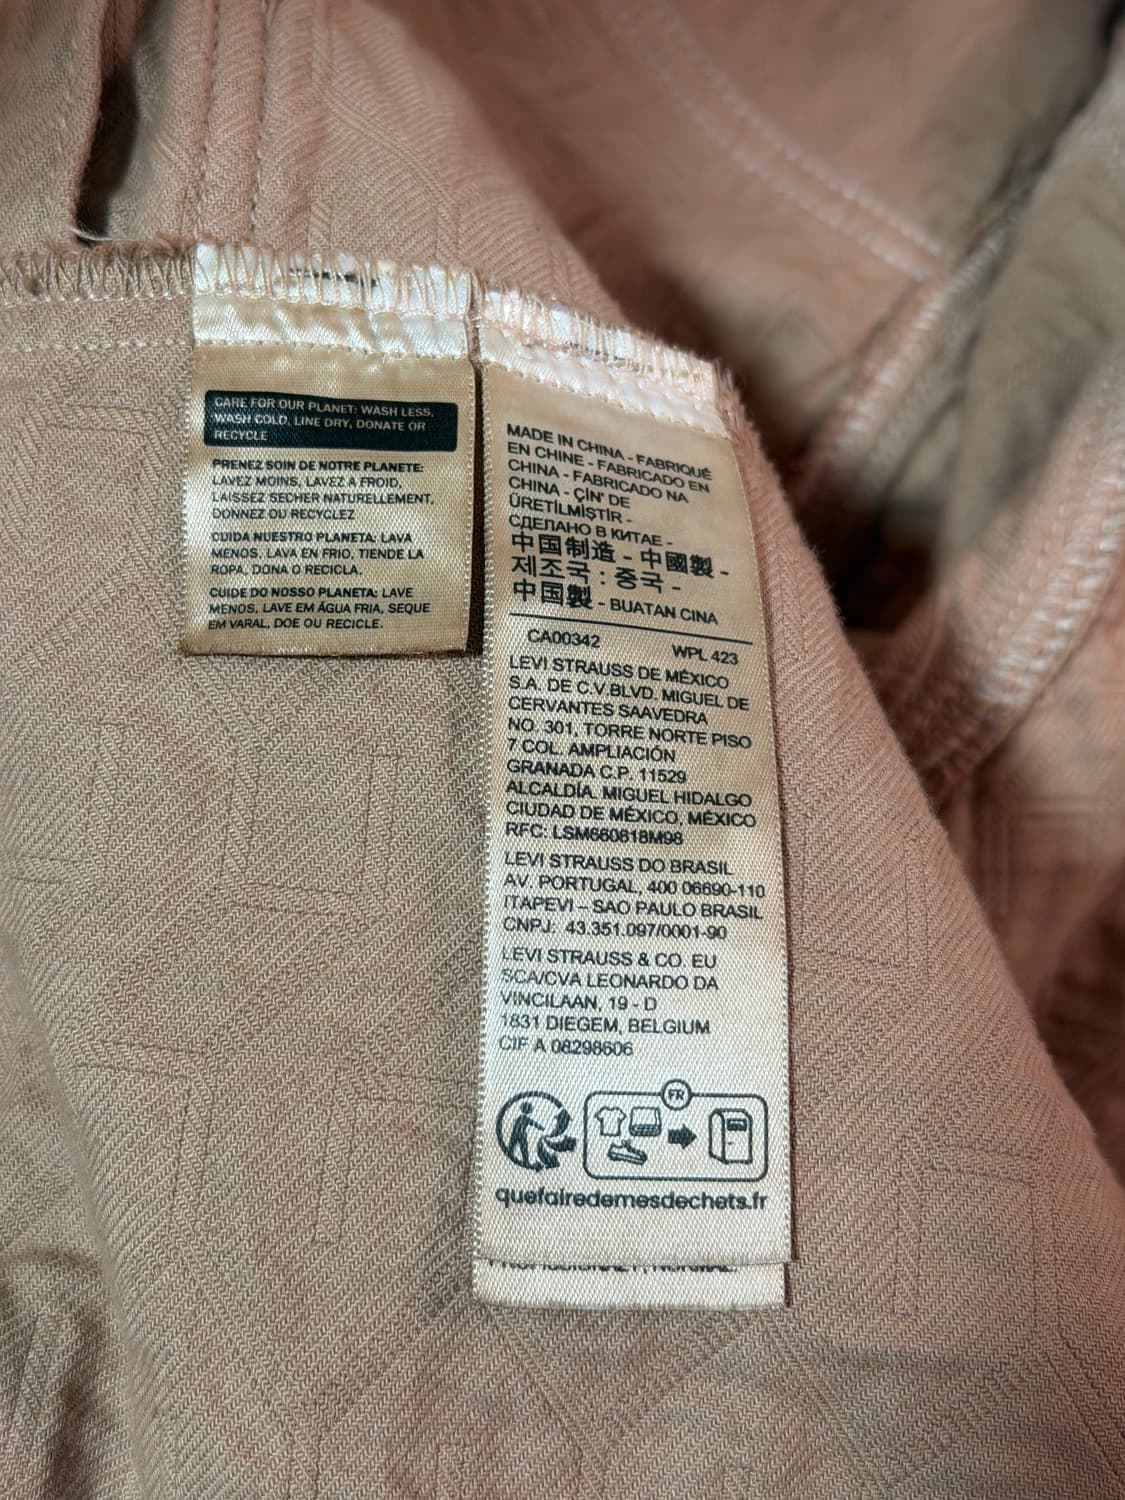 CARE FOR OUR PLANET: WASH LESS,
WASH COLD, LINE DRY, DONATE OR
RECYCLE
PRENEZ SOIN DE NOTRE PLANETE:
LAVEZ MOINS, LAVEZ A FROID,
LAISSEZ SECHER NATURELLEMENT,
DONNEZ OU RECYCLEZ
CUIDA NUESTRO PLANETA: LAVA
MENOS, LAVA EN FRIO, TIENDE LA
ROPA, DONA O RECICLA.
CUIDE DO NOSSO PLANETA: LAVE
MENOS, LAVE EM ÁGUA FRIA, SEQUE
EM VARAL, DOE OU RECICLE.
MADE IN CHINA - FABRIQUÉ
EN CHINE - FABRICADO EN
CHINA - FABRICADO NA
CHINA - ÇİN' DE
ÜRETİLMİŞTİR -
СДЕЛАНО В КИТАЕ -
中国制造 - 中國製 -
제조국 : 중국 -
中国製 - BUATAN CINA
CA00342 WPL 423
LEVI STRAUSS DE MÉXICO
S.A. DE C.V.BLVD. MIGUEL DE
CERVANTES SAAVEDRA
NO. 301, TORRE NORTE PISO
7 COL. AMPLIACIÓN
GRANADA C.P. 11529
ALCALDÍA. MIGUEL HIDALGO
CIUDAD DE MÉXICO, MÉXICO
RFC: LSM660818M98
LEVI STRAUSS DO BRASIL
AV. PORTUGAL, 400 06690-110
ITAPEVI – SAO PAULO BRASIL
CNPJ: 43.351.097/0001-90
LEVI STRAUSS & CO. EU
SCA/CVA LEONARDO DA
VINCILAAN, 19 - D
1831 DIEGEM, BELGIUM
CIF A 08298606
FR
quefairedemesdechets.fr